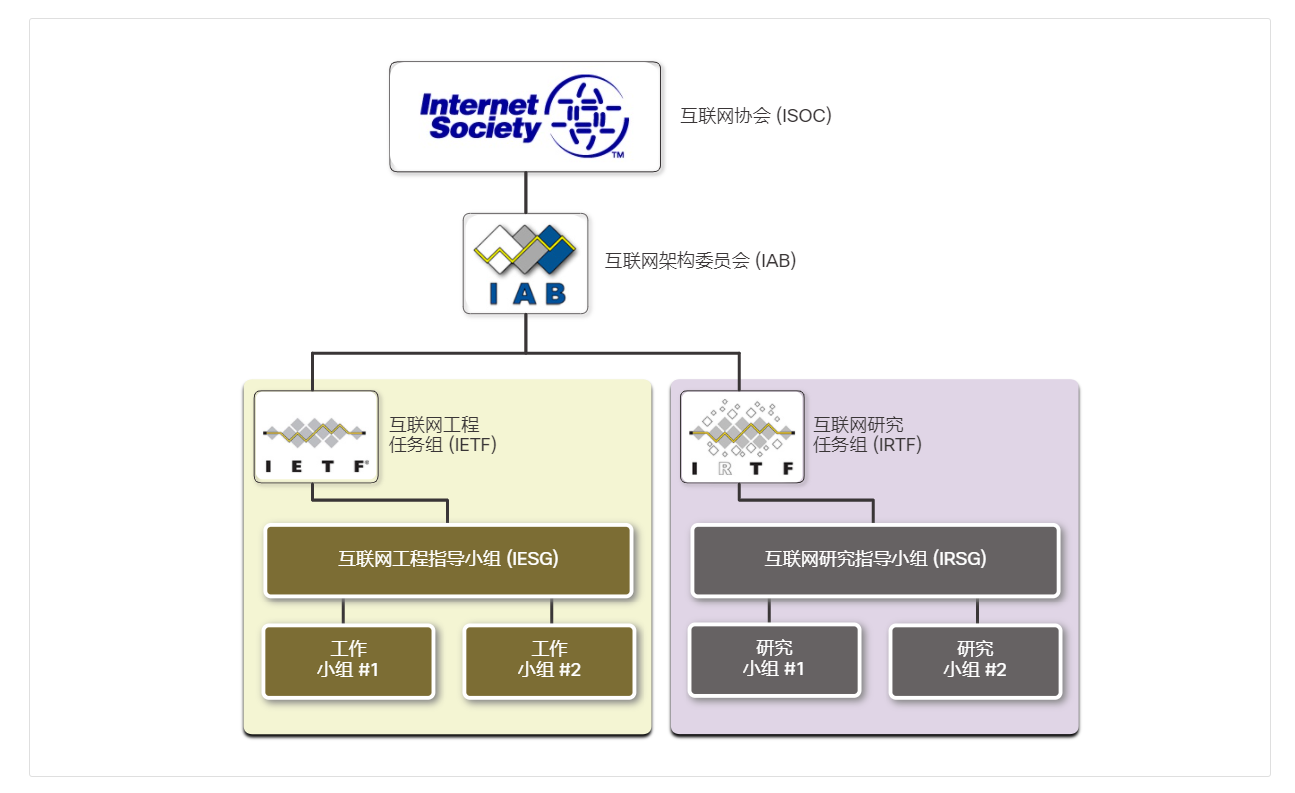 Internet
Society
TM
互联网协会 (ISOC)
IAB
互联网架构委员会 (IAB)
IETF®
互联网工程
任务组 (IETF)
IRTF
互联网研究
任务组 (IRTF)
互联网工程指导小组 (IESG)
互联网研究指导小组 (IRSG)
工作
小组 #1
工作
小组 #2
研究
小组 #1
研究
小组 #2